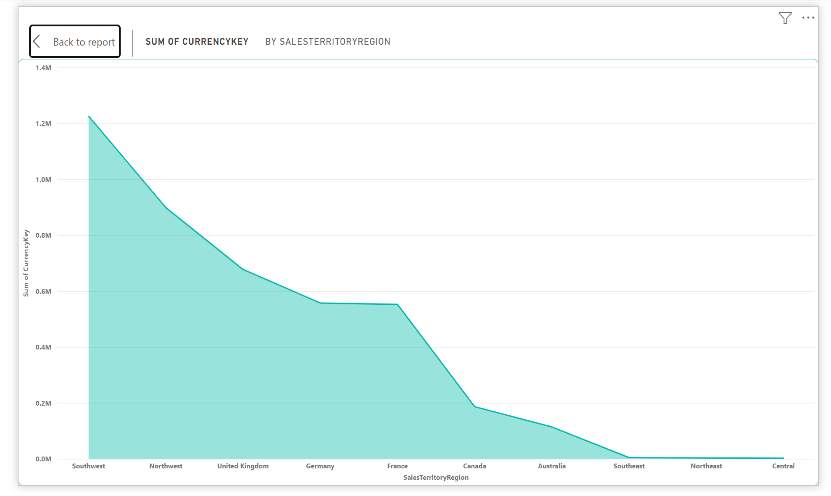 Back to report
SUM OF CURRENCYKEY BY SALESTERRITORYREGION
1.4M
1.2M
1.0M
0.8M
0.6M
0.4M
0.2M
0.0M
Sum of CurrencyKey
Southwest Northwest United Kingdom Germany France Canada Australia Southeast Northeast Central
SalesTerritoryRegion